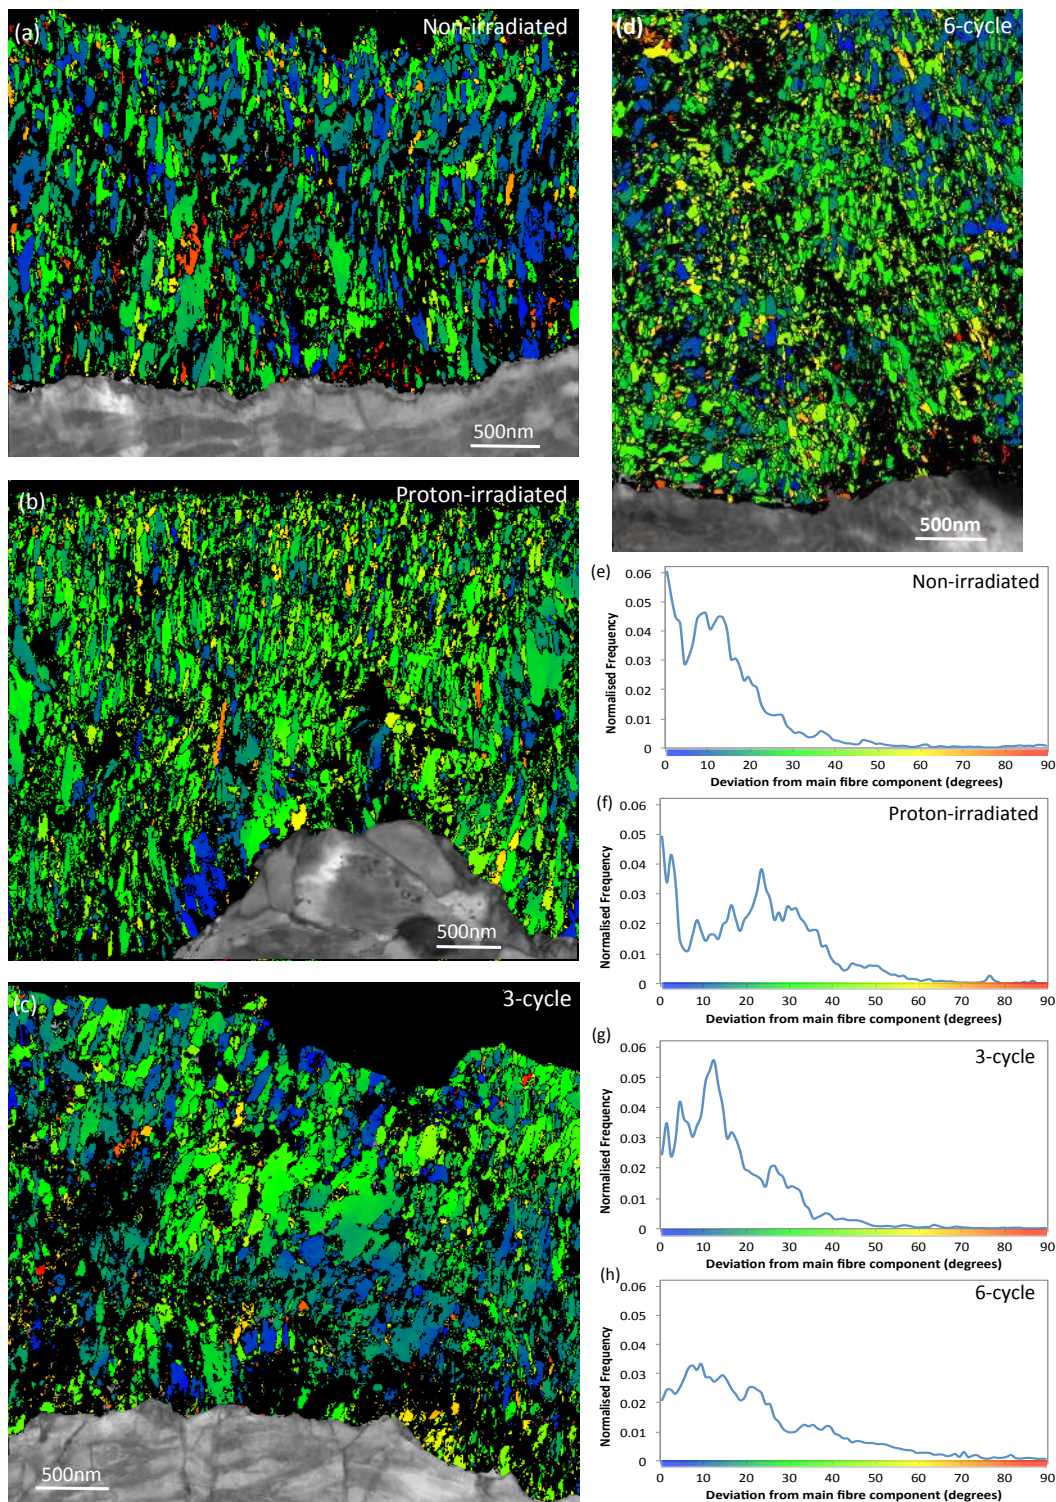 (a)
Non-irradiated
500nm
(b)
Proton-irradiated
500nm
(c)
3-cycle
500nm
(d)
6-cycle
500nm
(e)
Non-irradiated
Normalised Frequency
0.06
0.05
0.04
0.03
0.02
0.01
0
0 10 20 30 40 50 60 70 80 90
Deviation from main fibre component (degrees)
(f)
Proton-irradiated
Normalised Frequency
0.06
0.05
0.04
0.03
0.02
0.01
0
0 10 20 30 40 50 60 70 80 90
Deviation from main fibre component (degrees)
(g)
3-cycle
Normalised Frequency
0.06
0.05
0.04
0.03
0.02
0.01
0
0 10 20 30 40 50 60 70 80 90
Deviation from main fibre component (degrees)
(h)
6-cycle
Normalised Frequency
0.06
0.05
0.04
0.03
0.02
0.01
0
0 10 20 30 40 50 60 70 80 90
Deviation from main fibre component (degrees)